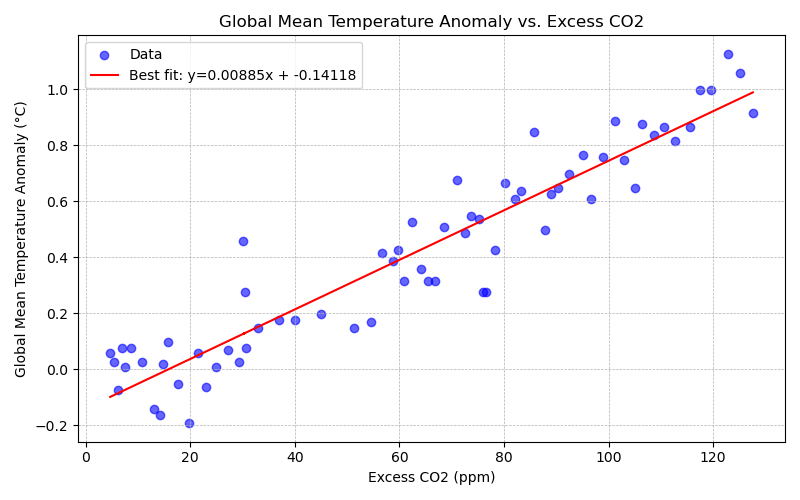 Global Mean Temperature Anomaly vs. Excess CO2
Data
Best fit: y=0.00885x + -0.14118
Global Mean Temperature Anomaly (°C)
1.0
0.8
0.6
0.4
0.2
0.0
−0.2
0 20 40 60 80 100 120
Excess CO2 (ppm)